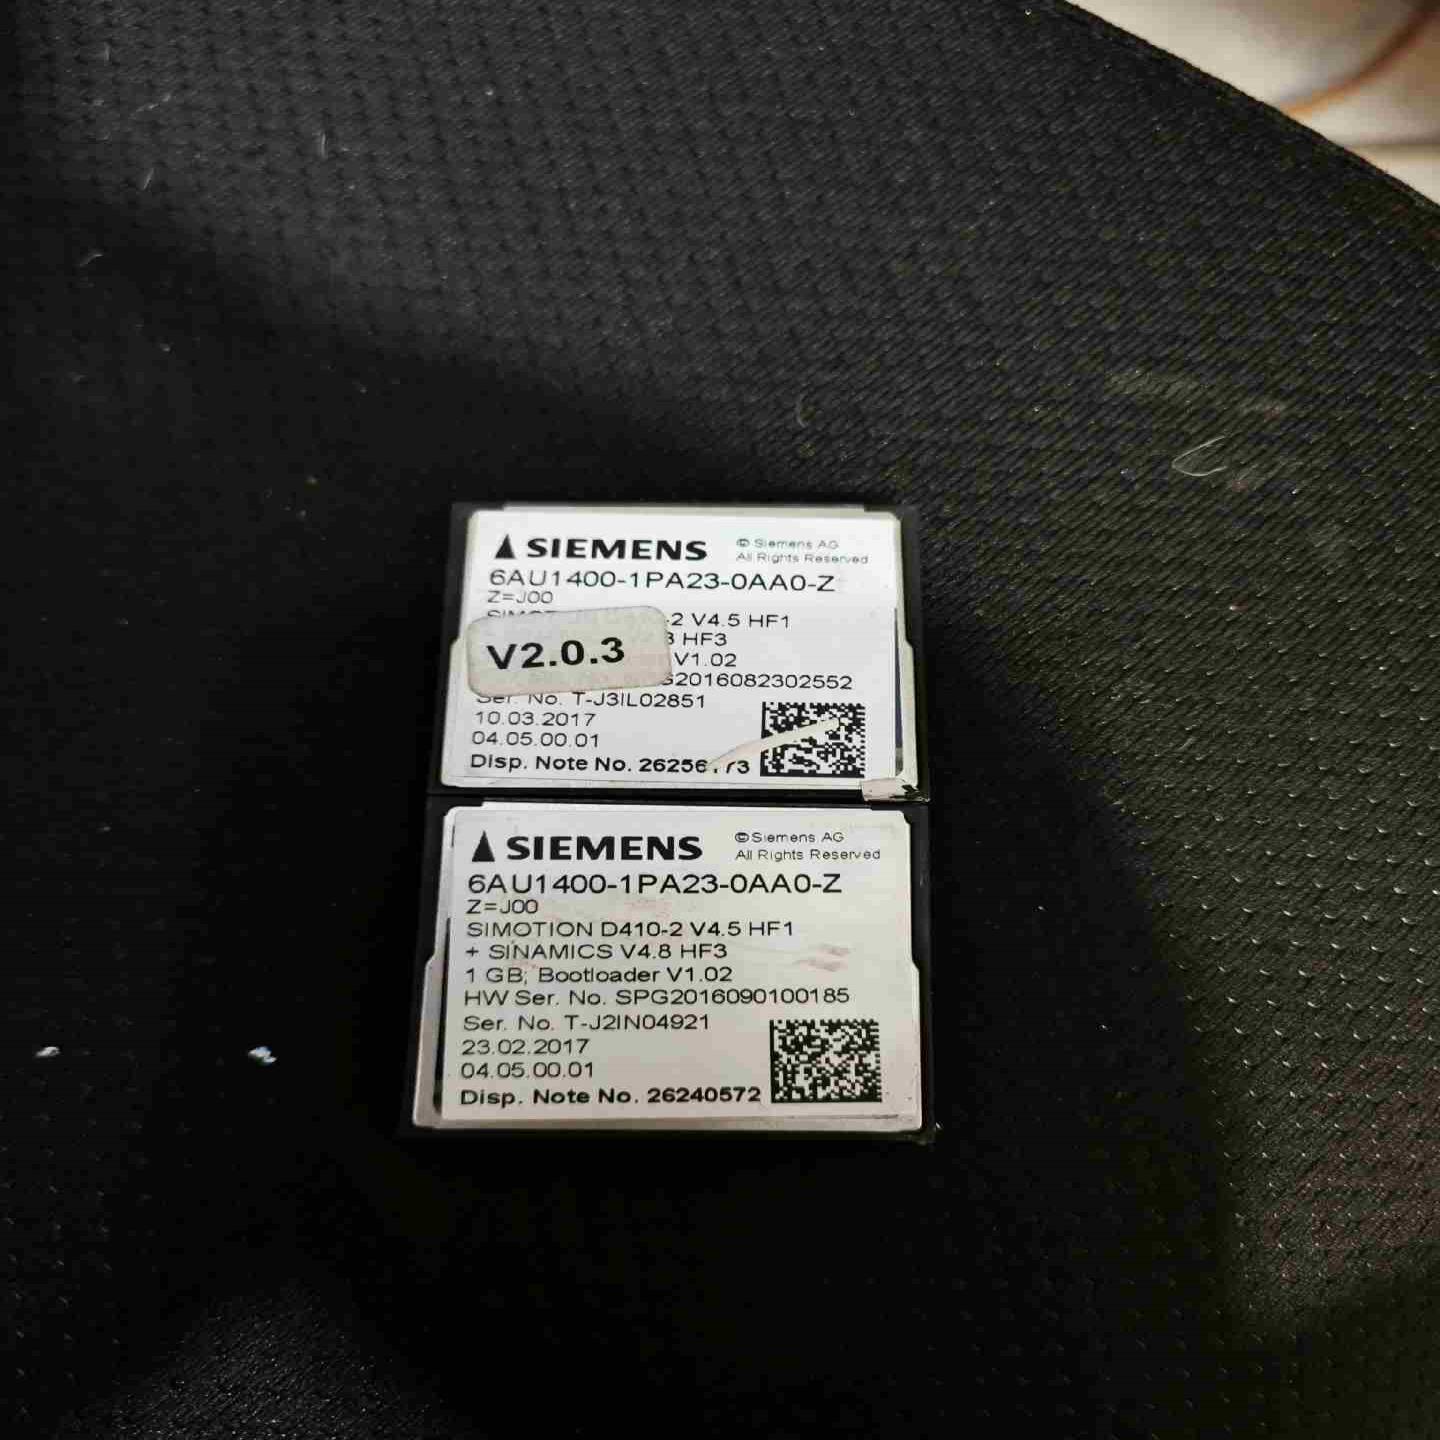 SIEMENS
© Siemens AG
All Rights Reserved
6AU1400-1PA23-0AA0-Z
Z=J00
-2 V4.5 HF1
HF3
V2.0.3
V1.02
2016082302552
Ser. No. T-J3IL02851
10.03.2017
04.05.00.01
Disp. Note No.
SIEMENS
© Siemens AG
All Rights Reserved
6AU1400-1PA23-0AA0-Z
Z=J00
SIMOTION D410-2 V4.5 HF1
+ SINAMICS V4.8 HF3
1 GB; Bootloader V1.02
HW Ser. No. SPG2016090100185
Ser. No. T-J2IN04921
23.02.2017
04.05.00.01
Disp. Note No. 26240572